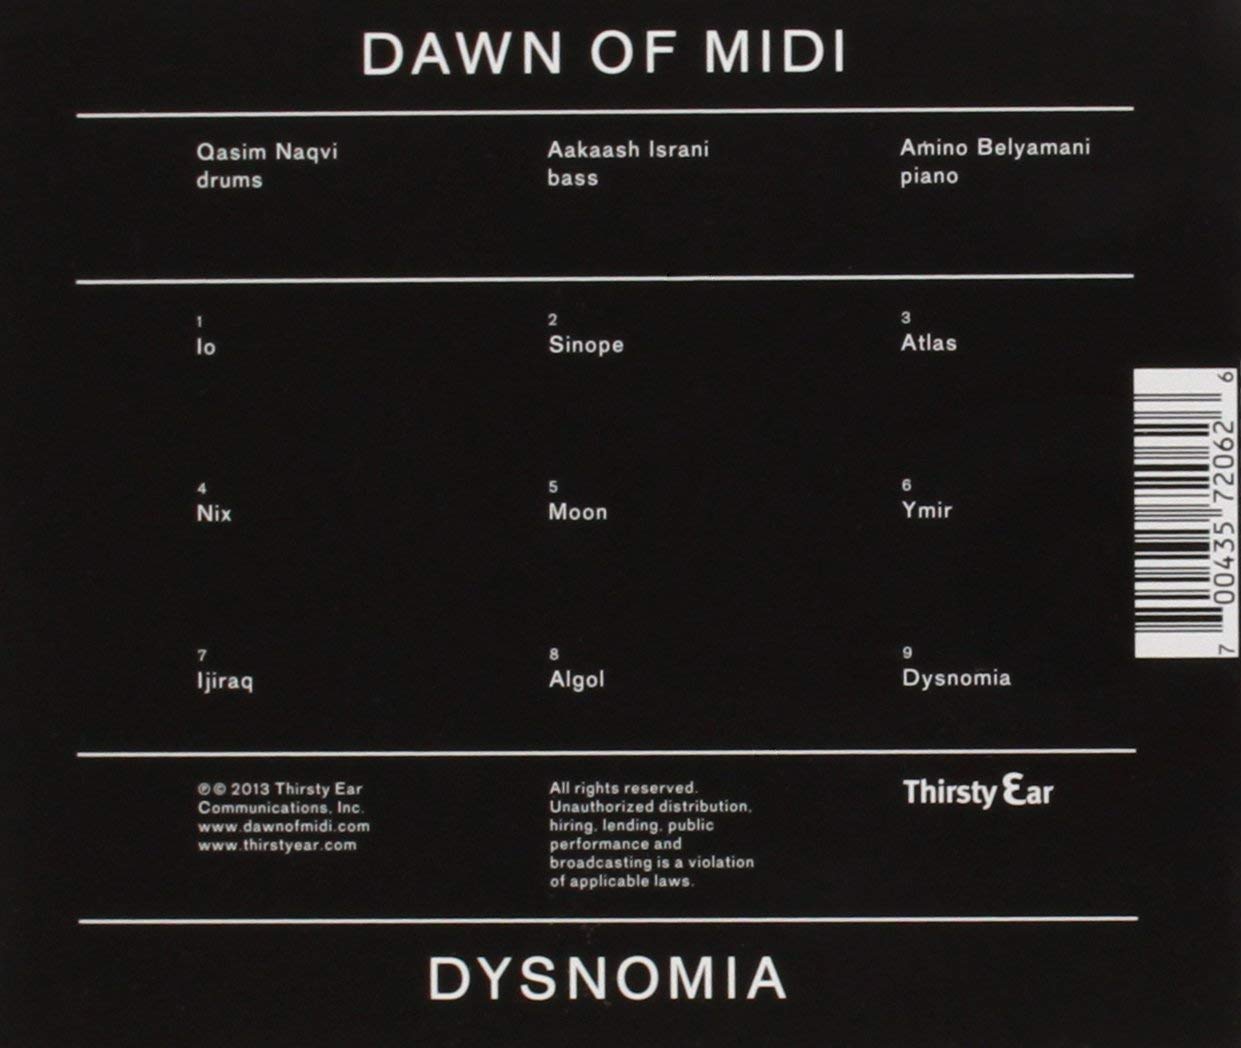 DAWN OF MIDI
Qasim Naqvi
drums
Aakaash Israni
bass
Amino Belyamani
piano
1
Io
2
Sinope
3
Atlas
4
Nix
5
Moon
6
Ymir
7
Ijiraq
8
Algol
9
Dysnomia
7 00435 72062 6
℗© 2013 Thirsty Ear
Communications, Inc.
www.dawnofmidi.com
www.thirstyear.com
All rights reserved.
Unauthorized distribution,
hiring, lending, public
performance and
broadcasting is a violation
of applicable laws.
Thirsty Ear
DYSNOMIA